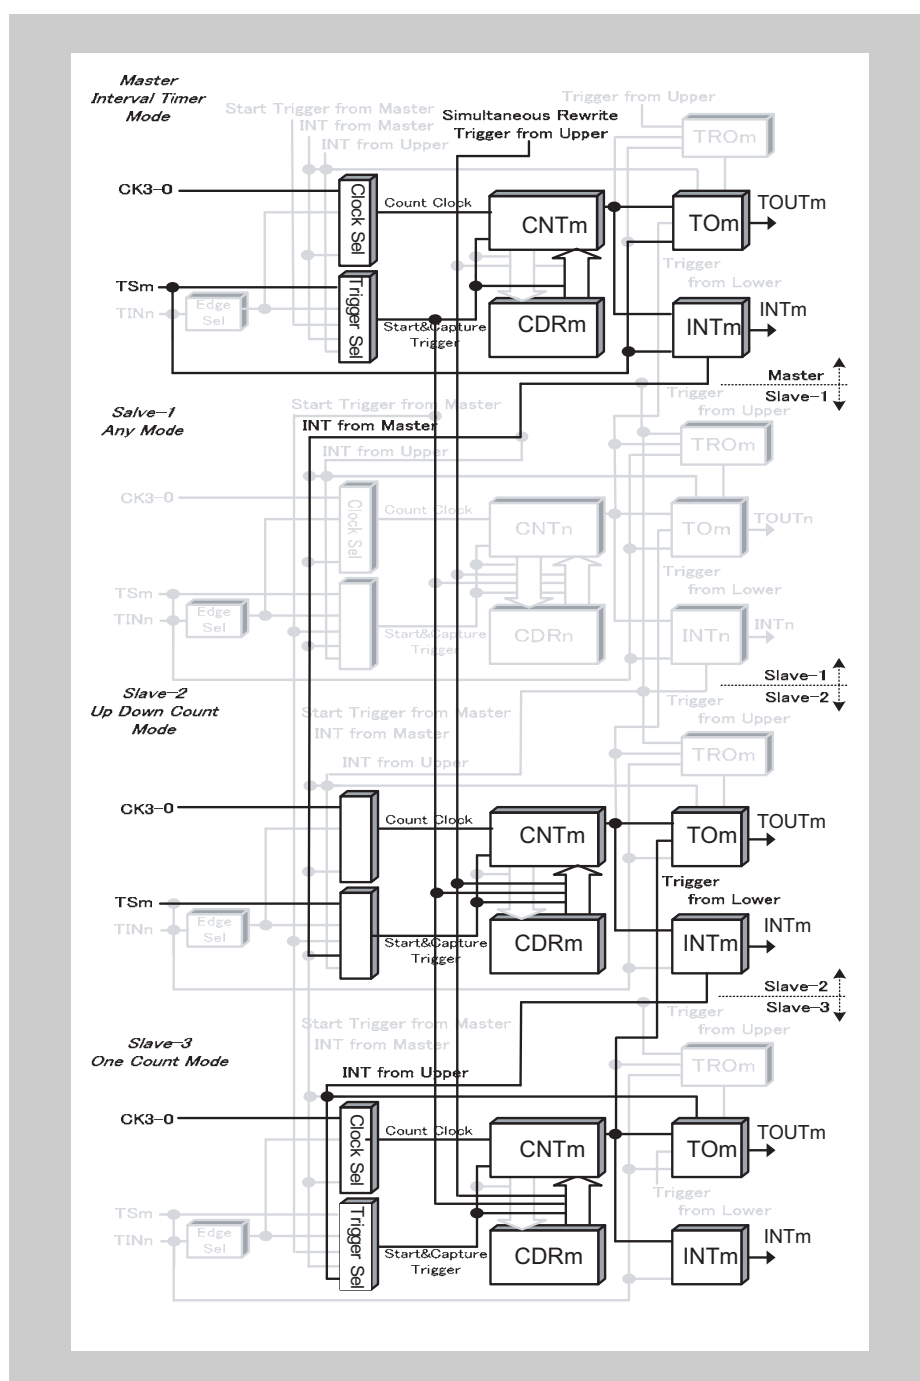 Master
Interval Timer
Mode
Start Trigger from Master
INT from Master
INT from Upper
Simultaneous Rewrite
Trigger from Upper
Trigger from Upper
TROm
CK3-0
Clock Sel
Count Clock
CNTm
TOm
TOUTm
Trigger
from Lower
TSm
TINn
Edge
Sel
Trigger Sel
Start&Capture
Trigger
CDRm
INTm
INTm
Master
Slave-1
Salve-1
Any Mode
Start Trigger from Master
INT from Master
INT from Upper
Trigger
from Upper
TROm
CK3-0
Clock Sel
Count Clock
CNTn
TOm
TOUTn
Trigger
from Lower
TSm
TINn
Edge
Sel
Start&Capture
Trigger
CDRn
INTn
INTn
Slave-1
Slave-2
Slave-2
Up Down Count
Mode
Start Trigger from Master
INT from Master
INT from Upper
Trigger
from Upper
TROm
CK3-0
Count Clock
CNTm
TOm
TOUTm
Trigger
from Lower
TSm
TINn
Edge
Sel
Start&Capture
Trigger
CDRm
INTm
INTm
Slave-2
Slave-3
Slave-3
One Count Mode
Start Trigger from Master
INT from Master
INT from Upper
Trigger
from Upper
TROm
CK3-0
Clock Sel
Count Clock
CNTm
TOm
TOUTm
Trigger
from Lower
TSm
TINn
Edge
Sel
Trigger Sel
Start&Capture
Trigger
CDRm
INTm
INTm